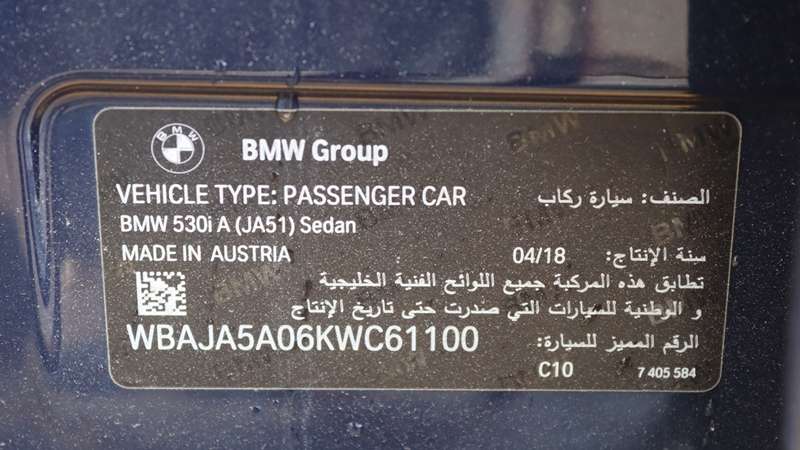 BMW
BMW Group
VEHICLE TYPE: PASSENGER CAR
الصنف: سيارة ركاب
BMW 530i A (JA51) Sedan
MADE IN AUSTRIA
سنة الإنتاج: 04/18
تطابق هذه المركبة جميع اللوائح الفنية الخليجية
و الوطنية للسيارات التي صدرت حتى تاريخ الإنتاج
WBAJA5A06KWC61100
الرقم المميز للسيارة:
C10
7 405 584